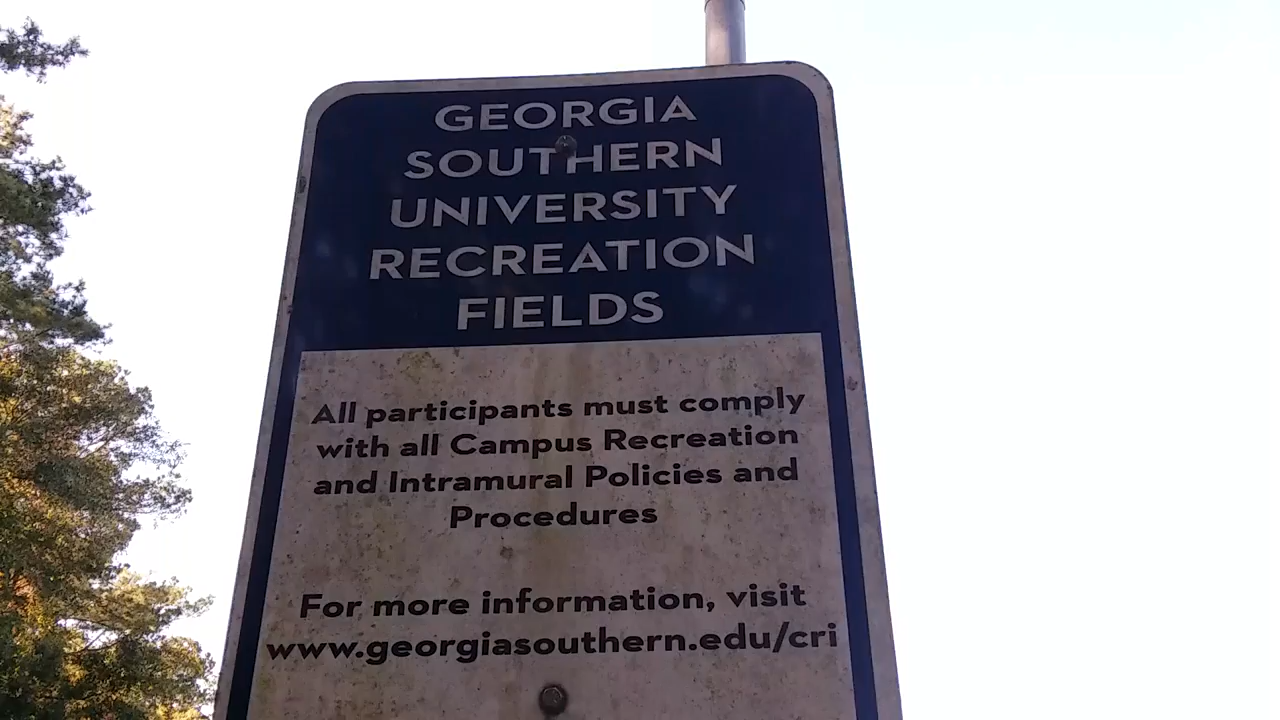 GEORGIA
SOUTHERN
UNIVERSITY
RECREATION
FIELDS
All participants must comply
with all Campus Recreation
and Intramural Policies and
Procedures
For more information, visit
www.georgiasouthern.edu/cri